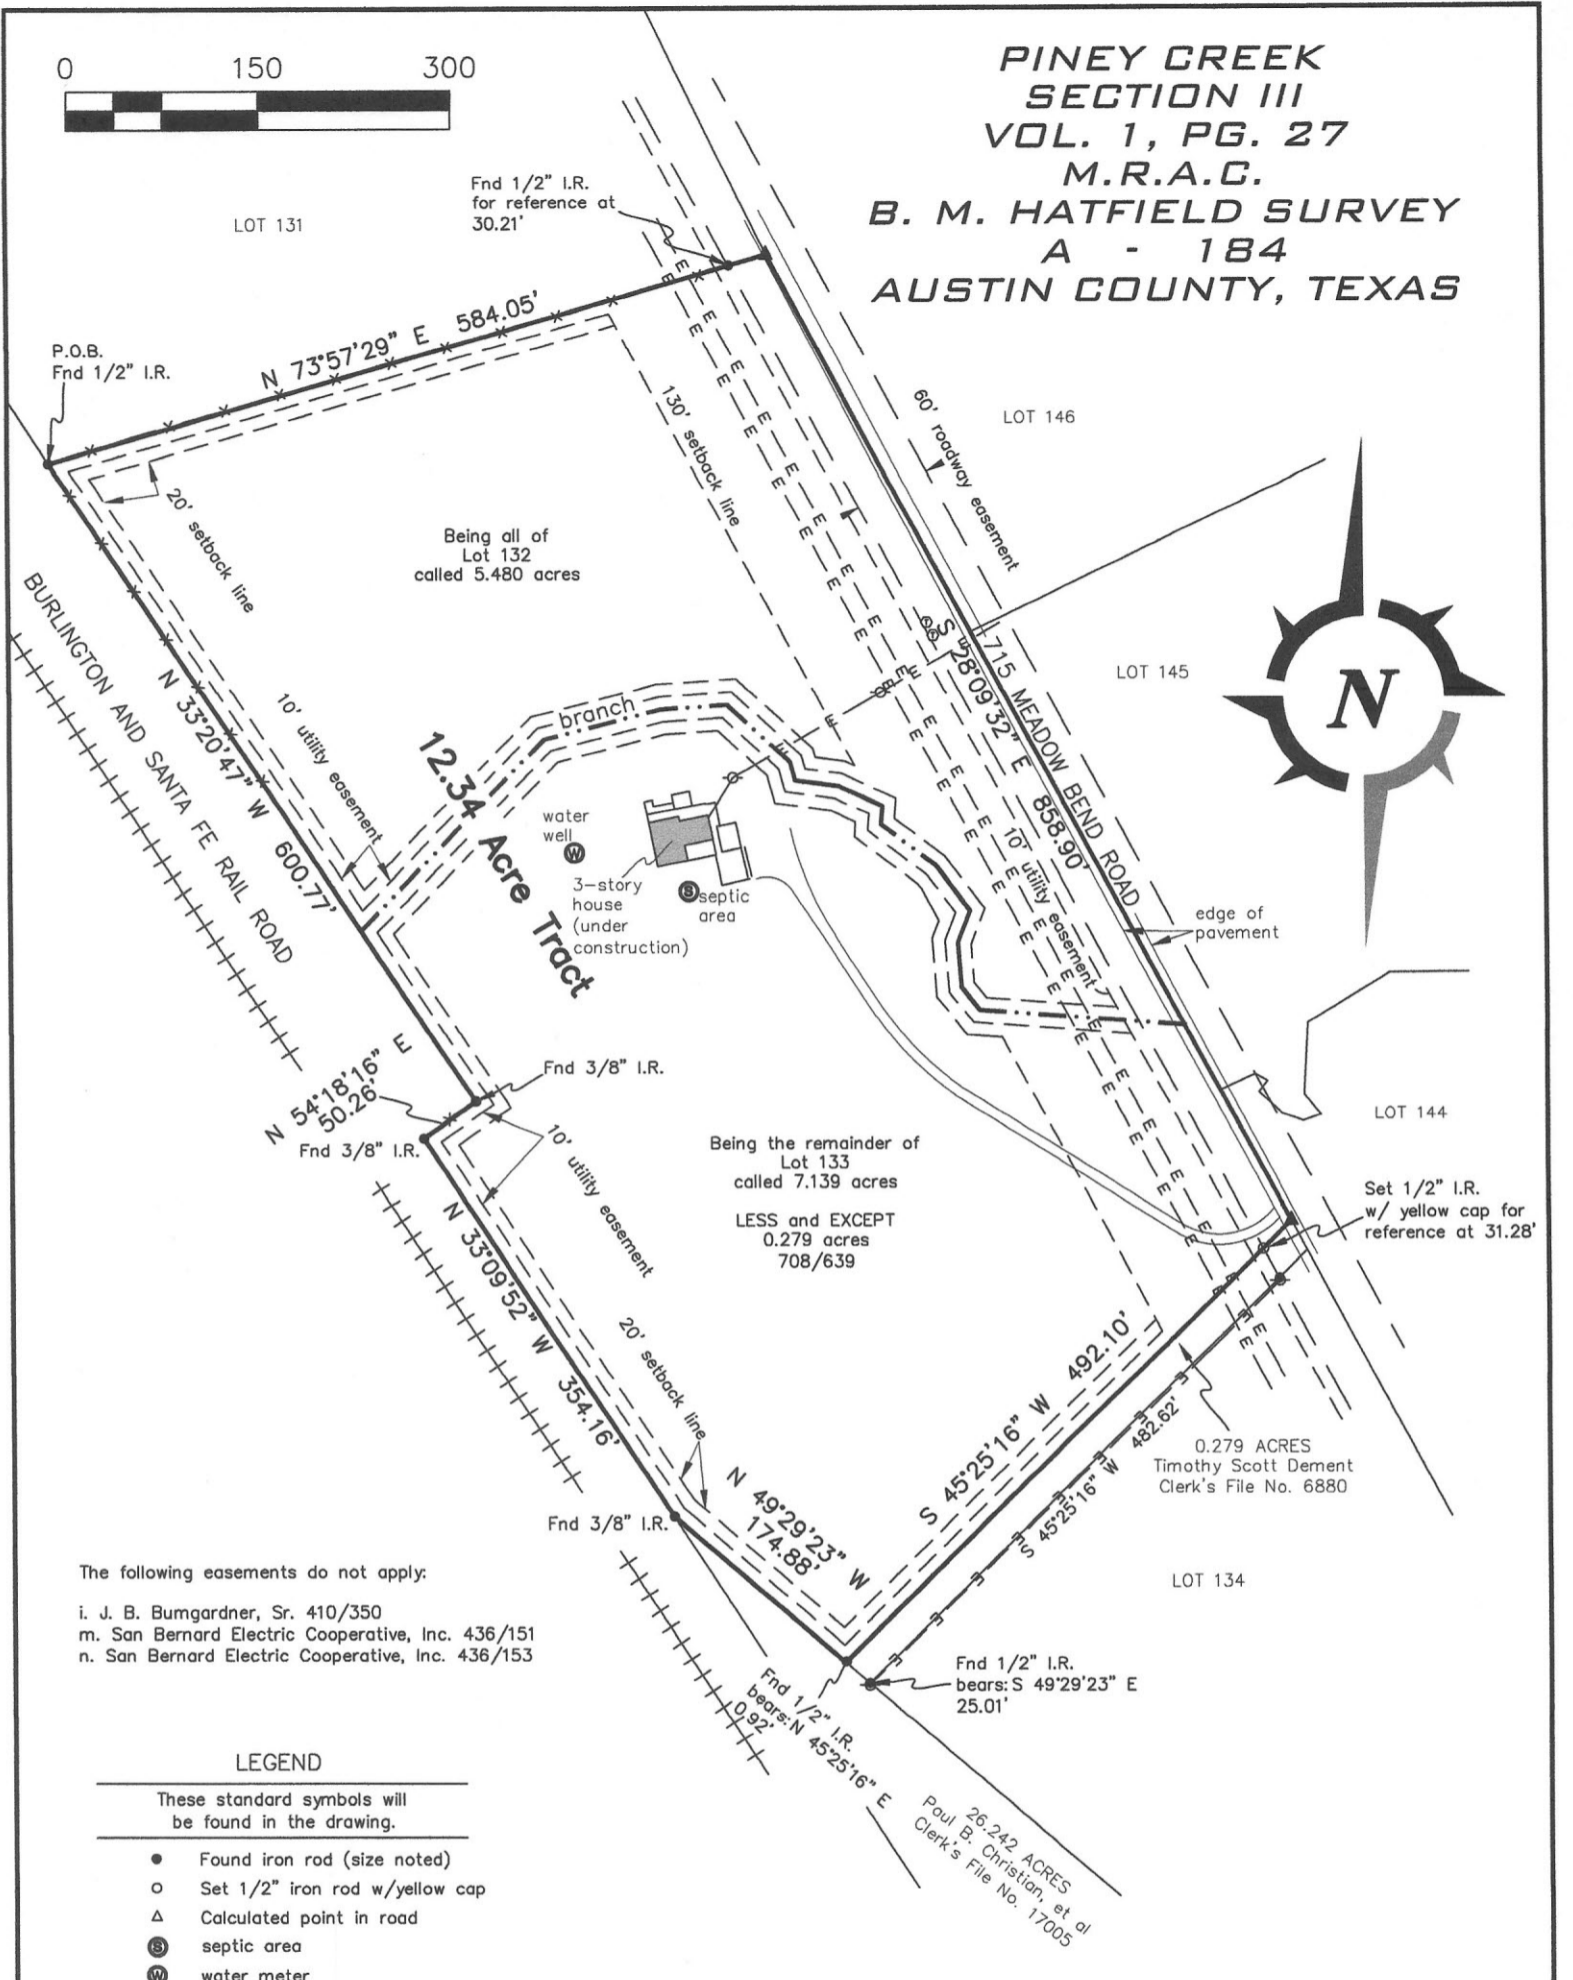 0 150 300
PINEY CREEK
SECTION III
VOL. 1, PG. 27
M.R.A.C.
B. M. HATFIELD SURVEY
A - 184
AUSTIN COUNTY, TEXAS
Fnd 1/2" I.R.
for reference at
30.21'
LOT 131
N 73°57'29" E 584.05'
P.O.B.
Fnd 1/2" I.R.
130' setback line
60' roadway easement
LOT 146
20' setback line
Being all of
Lot 132
called 5.480 acres
BURLINGTON AND SANTA FE RAIL ROAD
N 33°20'47" W 600.77'
10' utility easement
branch
12.34 Acre Tract
S 28°09'32" E 858.90'
715 MEADOW BEND ROAD
LOT 145
N
water
well
W
3-story
house
(under
construction)
S
septic
area
10' utility easement
edge of
pavement
N 54°18'16" E
50.26'
Fnd 3/8" I.R.
Fnd 3/8" I.R.
LOT 144
10' utility easement
Being the remainder of
Lot 133
called 7.139 acres
LESS and EXCEPT
0.279 acres
708/639
Set 1/2" I.R.
w/ yellow cap for
reference at 31.28'
N 33°09'52" W 354.16'
20' setback line
S 45°25'16" W 492.10'
S 45°25'16" W 482.62'
0.279 ACRES
Timothy Scott Dement
Clerk's File No. 6880
N 49°29'23" W
174.88'
Fnd 3/8" I.R.
LOT 134
The following easements do not apply:
i. J. B. Bumgardner, Sr. 410/350
m. San Bernard Electric Cooperative, Inc. 436/151
n. San Bernard Electric Cooperative, Inc. 436/153
Fnd 1/2" I.R.
bears: S 49°29'23" E
25.01'
Fnd 1/2" I.R.
bears: N 45°25'16" E
0.92'
26.242 ACRES
Paul B. Christian, et al
Clerk's File No. 17005
LEGEND
These standard symbols will
be found in the drawing.
Found iron rod (size noted)
Set 1/2" iron rod w/yellow cap
Calculated point in road
S septic area
W water meter